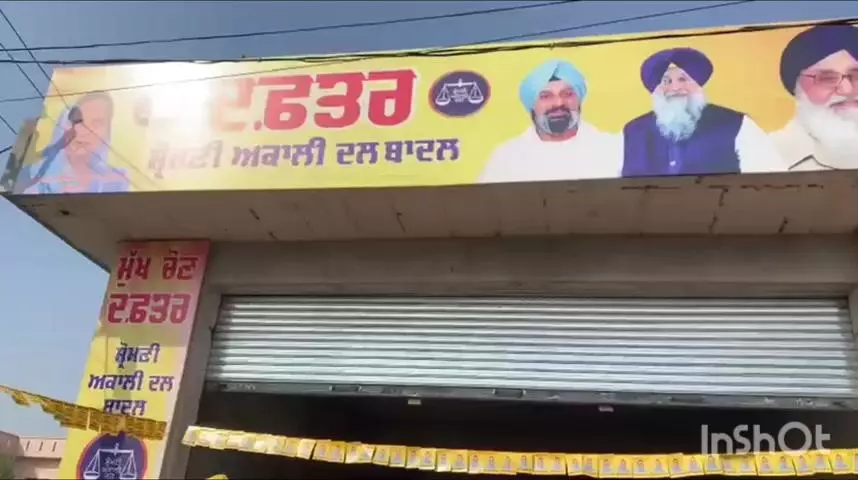 ਦਫ਼ਤਰ
ਸ਼੍ਰੋਮਣੀ ਅਕਾਲੀ ਦਲ ਬਾਦਲ
ਮੁੱਖ ਚੋਣ
ਦਫ਼ਤਰ
ਸ਼੍ਰੋਮਣੀ
ਅਕਾਲੀ ਦਲ
ਬਾਦਲ
InShOt